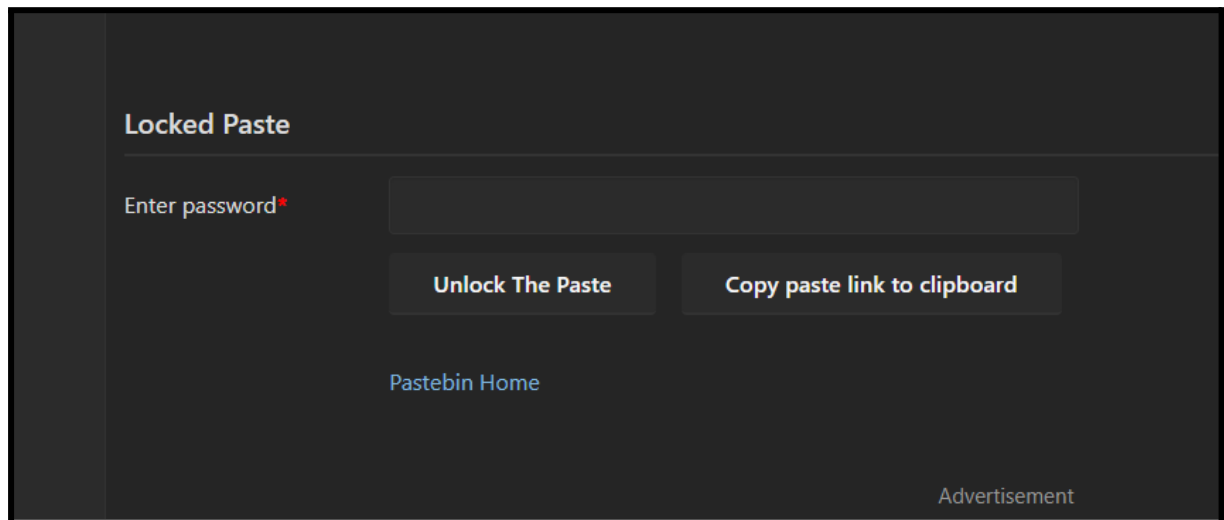 Locked Paste
Enter password*
Unlock The Paste
Copy paste link to clipboard
Pastebin Home
Advertisement